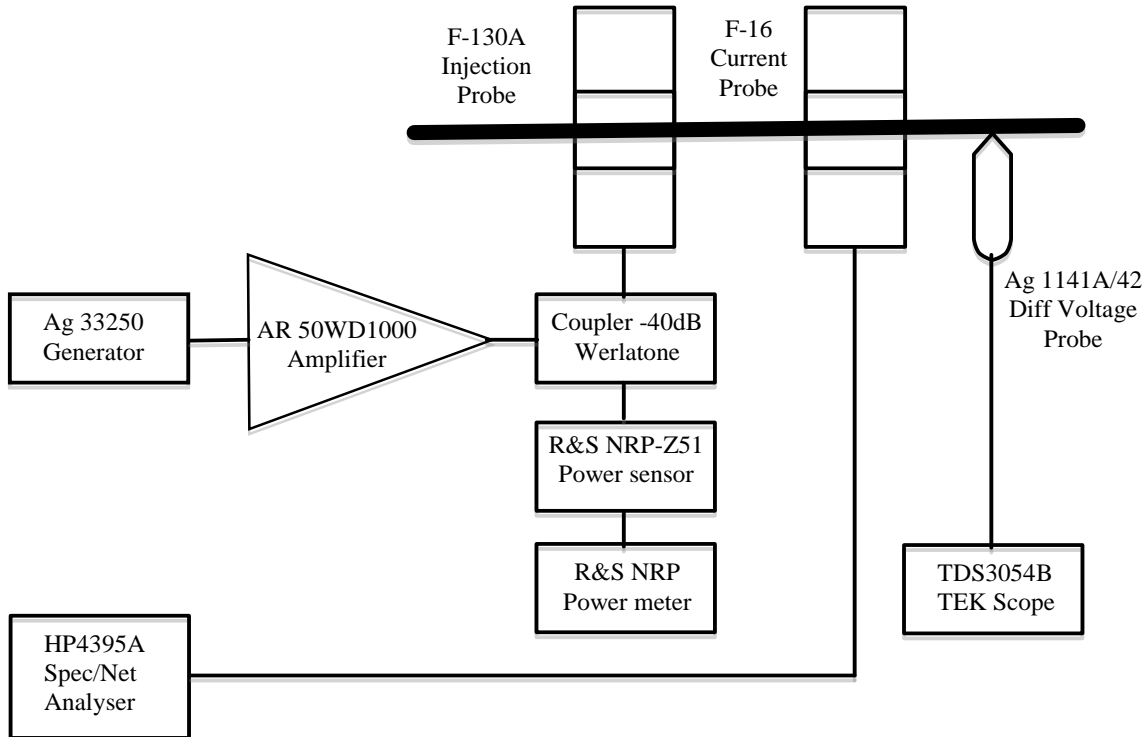 F-130A
Injection
Probe
F-16
Current
Probe
Ag 33250
Generator
AR 50WD1000
Amplifier
Coupler -40dB
Werlatone
Ag 1141A/42
Diff Voltage
Probe
R&S NRP-Z51
Power sensor
R&S NRP
Power meter
TDS3054B
TEK Scope
HP4395A
Spec/Net
Analyser